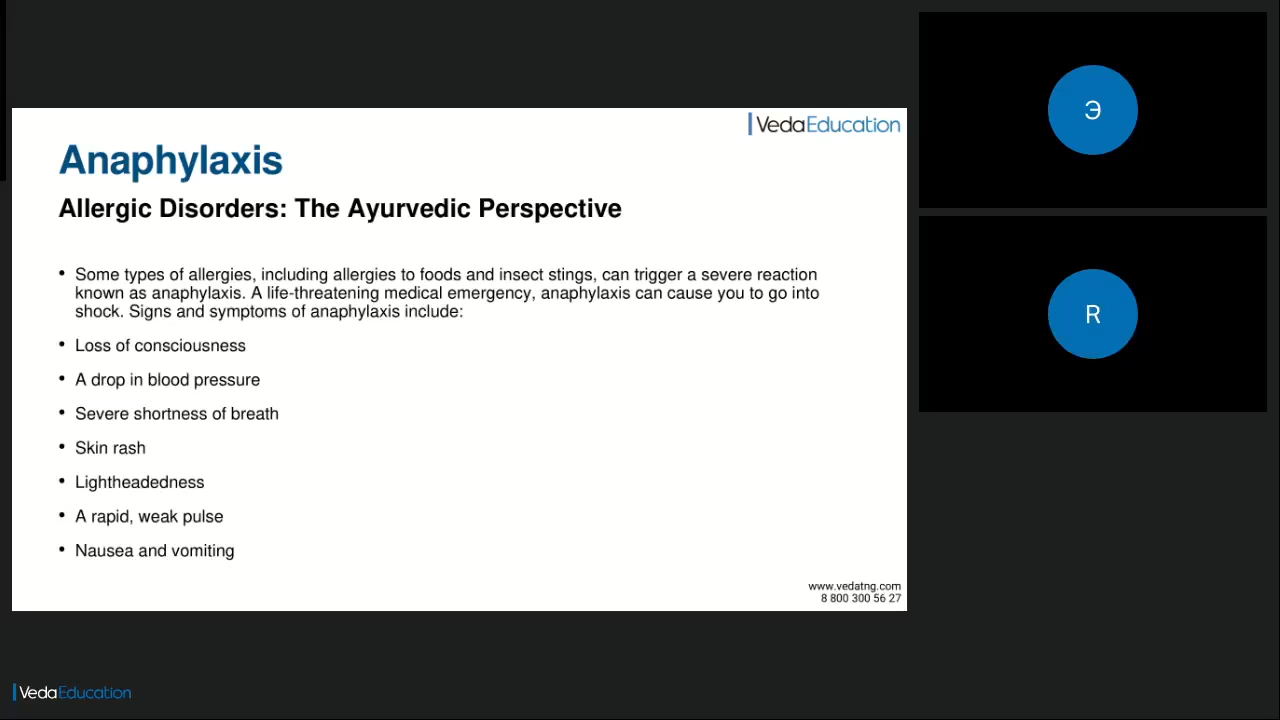 VedaEducation
Anaphylaxis
Allergic Disorders: The Ayurvedic Perspective
• Some types of allergies, including allergies to foods and insect stings, can trigger a severe reaction
known as anaphylaxis. A life-threatening medical emergency, anaphylaxis can cause you to go into
shock. Signs and symptoms of anaphylaxis include:
• Loss of consciousness
• A drop in blood pressure
• Severe shortness of breath
• Skin rash
• Lightheadedness
• A rapid, weak pulse
• Nausea and vomiting
www.vedatng.com
8 800 300 56 27
Э
R
VedaEducation